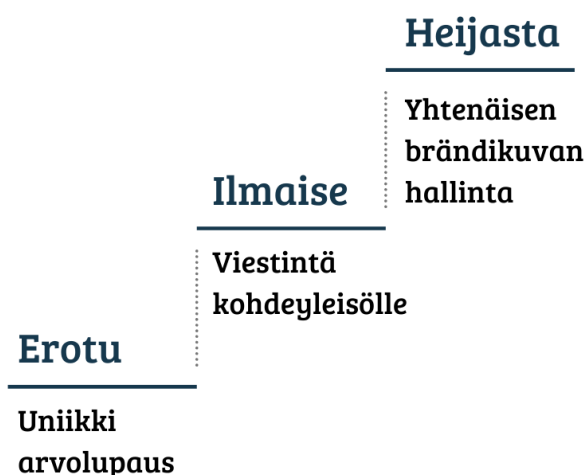 Heijasta
Yhtenäisen
brändikuvan
hallinta
Ilmaise
Viestintä
kohdeyleisölle
Erotu
Uniikki
arvolupaus